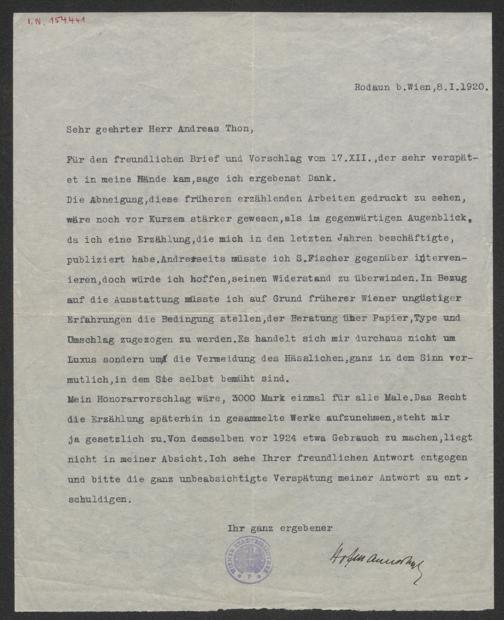 I.N. 154441
Rodaun b.Wien,8.I.1920.
Sehr geehrter Herr Andreas Thon,
Für den freundlichen Brief und Vorschlag vom 17.XII.,der sehr verspät-
et in meine Hände kam,sage ich ergebenst Dank.
Die Abneigung,diese früheren erzählenden Arbeiten gedruckt zu sehen,
wäre noch vor Kurzem stärker gewesen,als im gegenwärtigen Augenblick,
da ich eine Erzählung,die mich in den letzten Jahren beschäftigte,
publiziert habe.Andreseits müsste ich S.Fischer gegenüber interven-
ieren,doch würde ich hoffen,seinen Widerstand zu überwinden.In Bezug
auf die Ausstattung müsste ich auf Grund früherer Wiener ungüstiger
Erfahrungen die Bedingung stellen,der Beratung über Papier,Type und
Umschlag zugezogen zu werden.Es handelt sich mir durchaus nicht um
Luxus sondern um die Vermeidung des Hässlichen,ganz in dem Sinn ver-
mutlich,in dem Sie selbst bemüht sind.
Mein Honorarvorschlag wäre, 3000 Mark einmal für alle Male.Das Recht
die Erzählung späterhin in gesammelte Werke aufzunehmen,steht mir
ja gesetzlich zu.Von demselben vor 1924 etwa Gebrauch zu machen,liegt
nicht in meiner Absicht.Ich sehe Ihrer freundlichen Antwort entgegen
und bitte die ganz unbeabsichtigte Verspätung meiner Antwort zu ent-
schuldigen.
Ihr ganz ergebener
Hofmannsthal